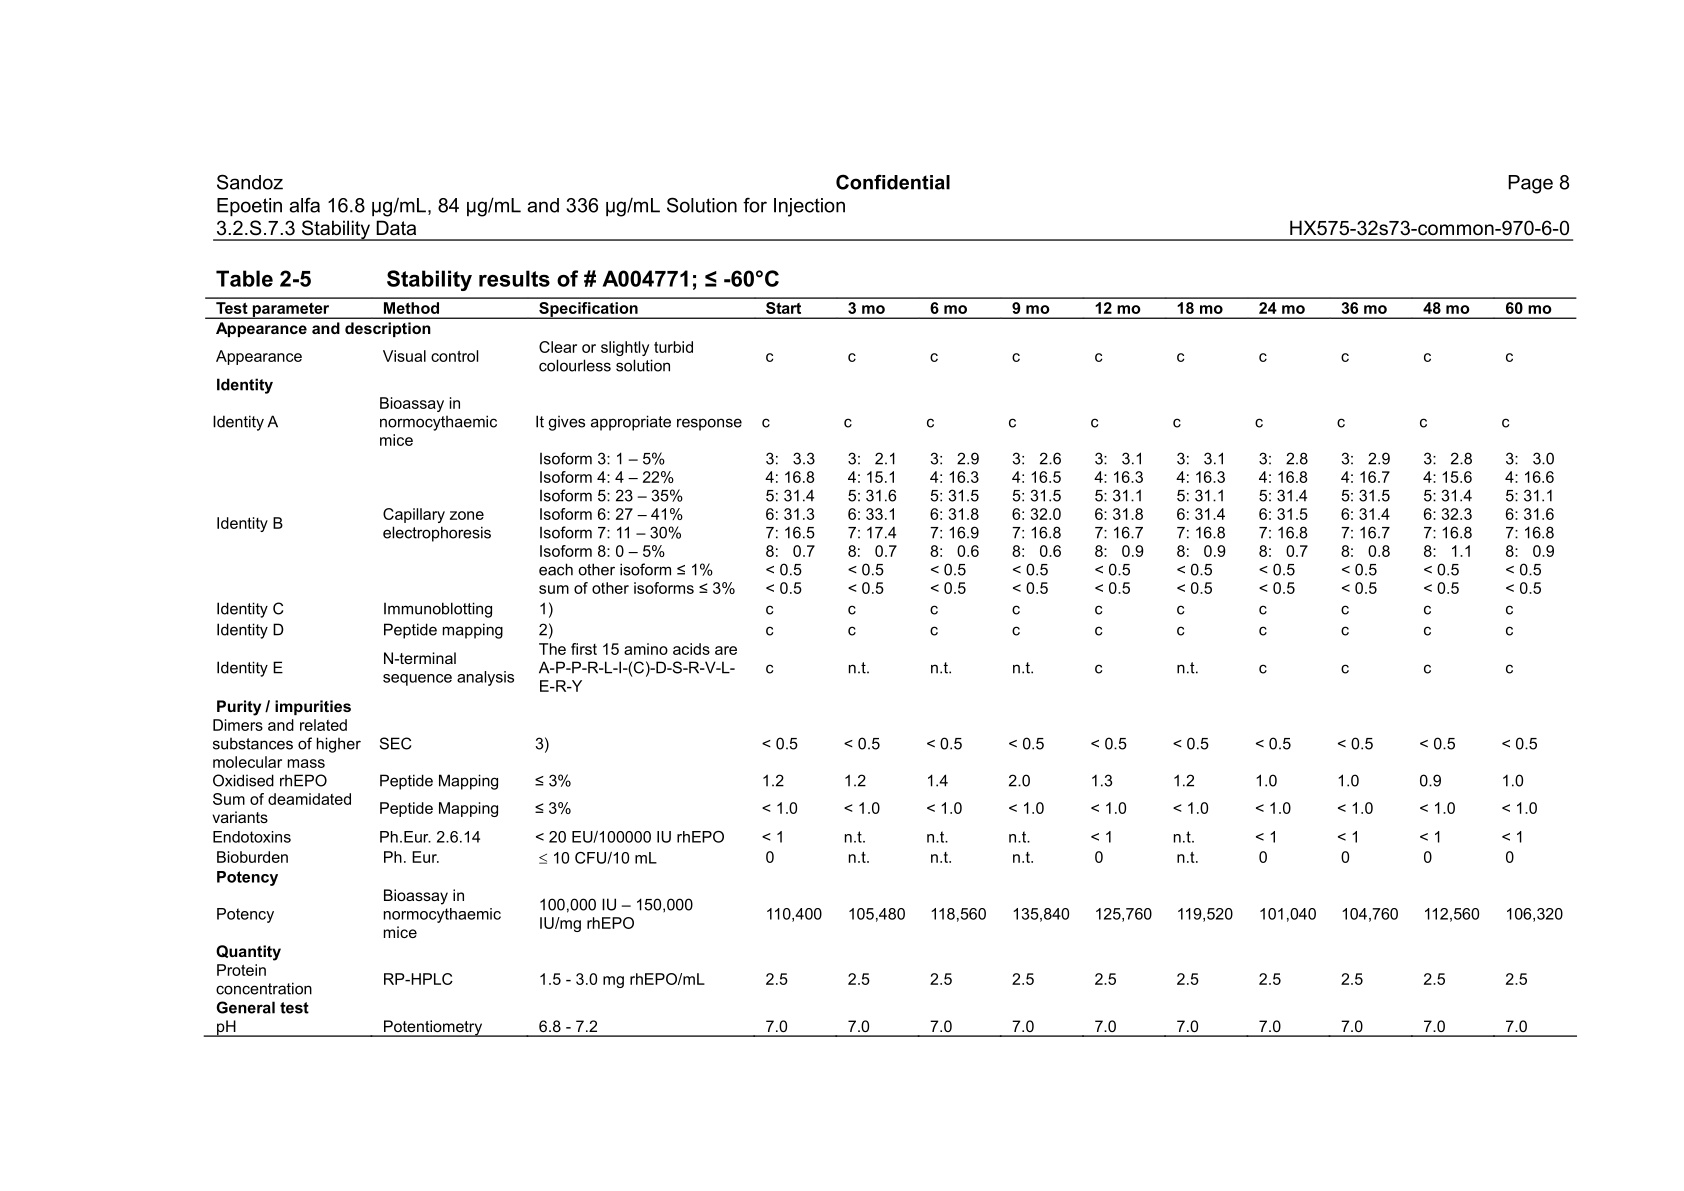 Sandoz Confidential Page 8
Epoetin alfa 16.8 µg/mL, 84 µg/mL and 336 µg/mL Solution for Injection
3.2.S.7.3 Stability Data HX575-32s73-common-970-6-0
Table 2-5 Stability results of # A004771; ≤ -60°C
Test parameter Method Specification Start 3 mo 6 mo 9 mo 12 mo 18 mo 24 mo 36 mo 48 mo 60 mo
Appearance and description
Appearance Visual control Clear or slightly turbid
colourless solution c c c c c c c c c c
Identity
Identity A Bioassay in
normocythaemic
mice It gives appropriate response c c c c c c c c c c
Identity B Capillary zone
electrophoresis
Isoform 3: 1 – 5% 3: 3.3 3: 2.1 3: 2.9 3: 2.6 3: 3.1 3: 3.1 3: 2.8 3: 2.9 3: 2.8 3: 3.0
Isoform 4: 4 – 22% 4: 16.8 4: 15.1 4: 16.3 4: 16.5 4: 16.3 4: 16.3 4: 16.8 4: 16.7 4: 15.6 4: 16.6
Isoform 5: 23 – 35% 5: 31.4 5: 31.6 5: 31.5 5: 31.5 5: 31.1 5: 31.1 5: 31.4 5: 31.5 5: 31.4 5: 31.1
Isoform 6: 27 – 41% 6: 31.3 6: 33.1 6: 31.8 6: 32.0 6: 31.8 6: 31.4 6: 31.5 6: 31.4 6: 32.3 6: 31.6
Isoform 7: 11 – 30% 7: 16.5 7: 17.4 7: 16.9 7: 16.8 7: 16.7 7: 16.8 7: 16.8 7: 16.7 7: 16.8 7: 16.8
Isoform 8: 0 – 5% 8: 0.7 8: 0.7 8: 0.6 8: 0.6 8: 0.9 8: 0.9 8: 0.7 8: 0.8 8: 1.1 8: 0.9
each other isoform ≤ 1% < 0.5 < 0.5 < 0.5 < 0.5 < 0.5 < 0.5 < 0.5 < 0.5 < 0.5 < 0.5
sum of other isoforms ≤ 3% < 0.5 < 0.5 < 0.5 < 0.5 < 0.5 < 0.5 < 0.5 < 0.5 < 0.5 < 0.5
Identity C Immunoblotting 1) c c c c c c c c c c
Identity D Peptide mapping 2) c c c c c c c c c c
Identity E N-terminal
sequence analysis The first 15 amino acids are
A-P-P-R-L-I-(C)-D-S-R-V-L-
E-R-Y c n.t. n.t. n.t. c n.t. c c c c
Purity / impurities
Dimers and related
substances of higher
molecular mass SEC 3) < 0.5 < 0.5 < 0.5 < 0.5 < 0.5 < 0.5 < 0.5 < 0.5 < 0.5 < 0.5
Oxidised rhEPO Peptide Mapping ≤ 3% 1.2 1.2 1.4 2.0 1.3 1.2 1.0 1.0 0.9 1.0
Sum of deamidated
variants Peptide Mapping ≤ 3% < 1.0 < 1.0 < 1.0 < 1.0 < 1.0 < 1.0 < 1.0 < 1.0 < 1.0 < 1.0
Endotoxins Ph.Eur. 2.6.14 < 20 EU/100000 IU rhEPO < 1 n.t. n.t. n.t. < 1 n.t. < 1 < 1 < 1 < 1
Bioburden Ph. Eur. ≤ 10 CFU/10 mL 0 n.t. n.t. n.t. 0 n.t. 0 0 0 0
Potency
Potency Bioassay in
normocythaemic
mice 100,000 IU – 150,000
IU/mg rhEPO 110,400 105,480 118,560 135,840 125,760 119,520 101,040 104,760 112,560 106,320
Quantity
Protein
concentration RP-HPLC 1.5 - 3.0 mg rhEPO/mL 2.5 2.5 2.5 2.5 2.5 2.5 2.5 2.5 2.5 2.5
General test
pH Potentiometry 6.8 - 7.2 7.0 7.0 7.0 7.0 7.0 7.0 7.0 7.0 7.0 7.0